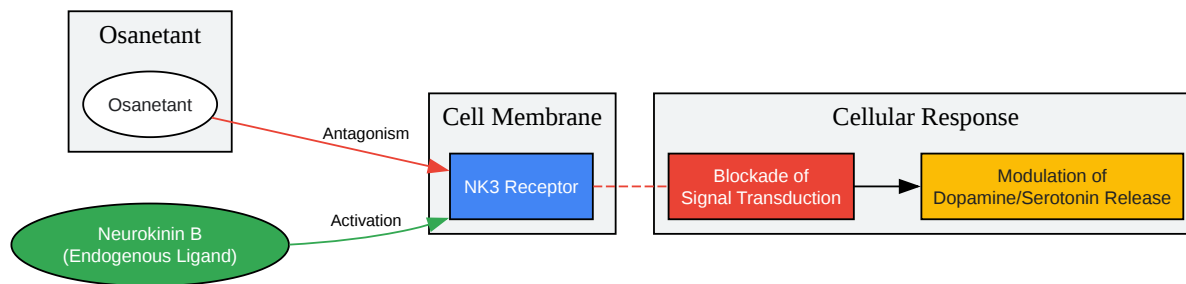 Osanetant
Osanetant
Antagonism
Cell Membrane
NK3 Receptor
Cellular Response
Blockade of
Signal Transduction
Modulation of
Dopamine/Serotonin Release
Activation
Neurokinin B
(Endogenous Ligand)